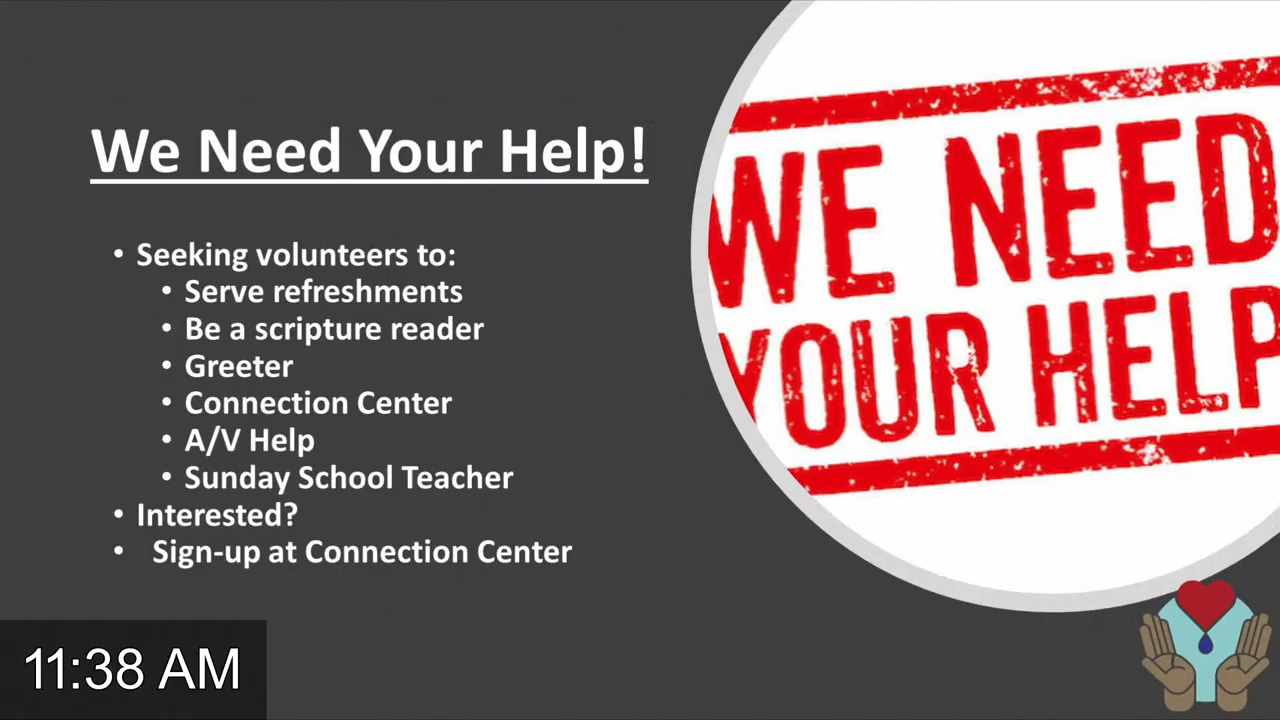 We Need Your Help!
• Seeking volunteers to:
• Serve refreshments
• Be a scripture reader
• Greeter
• Connection Center
• A/V Help
• Sunday School Teacher
• Interested?
• Sign-up at Connection Center
WE NEED
YOUR HELP
11:38 AM